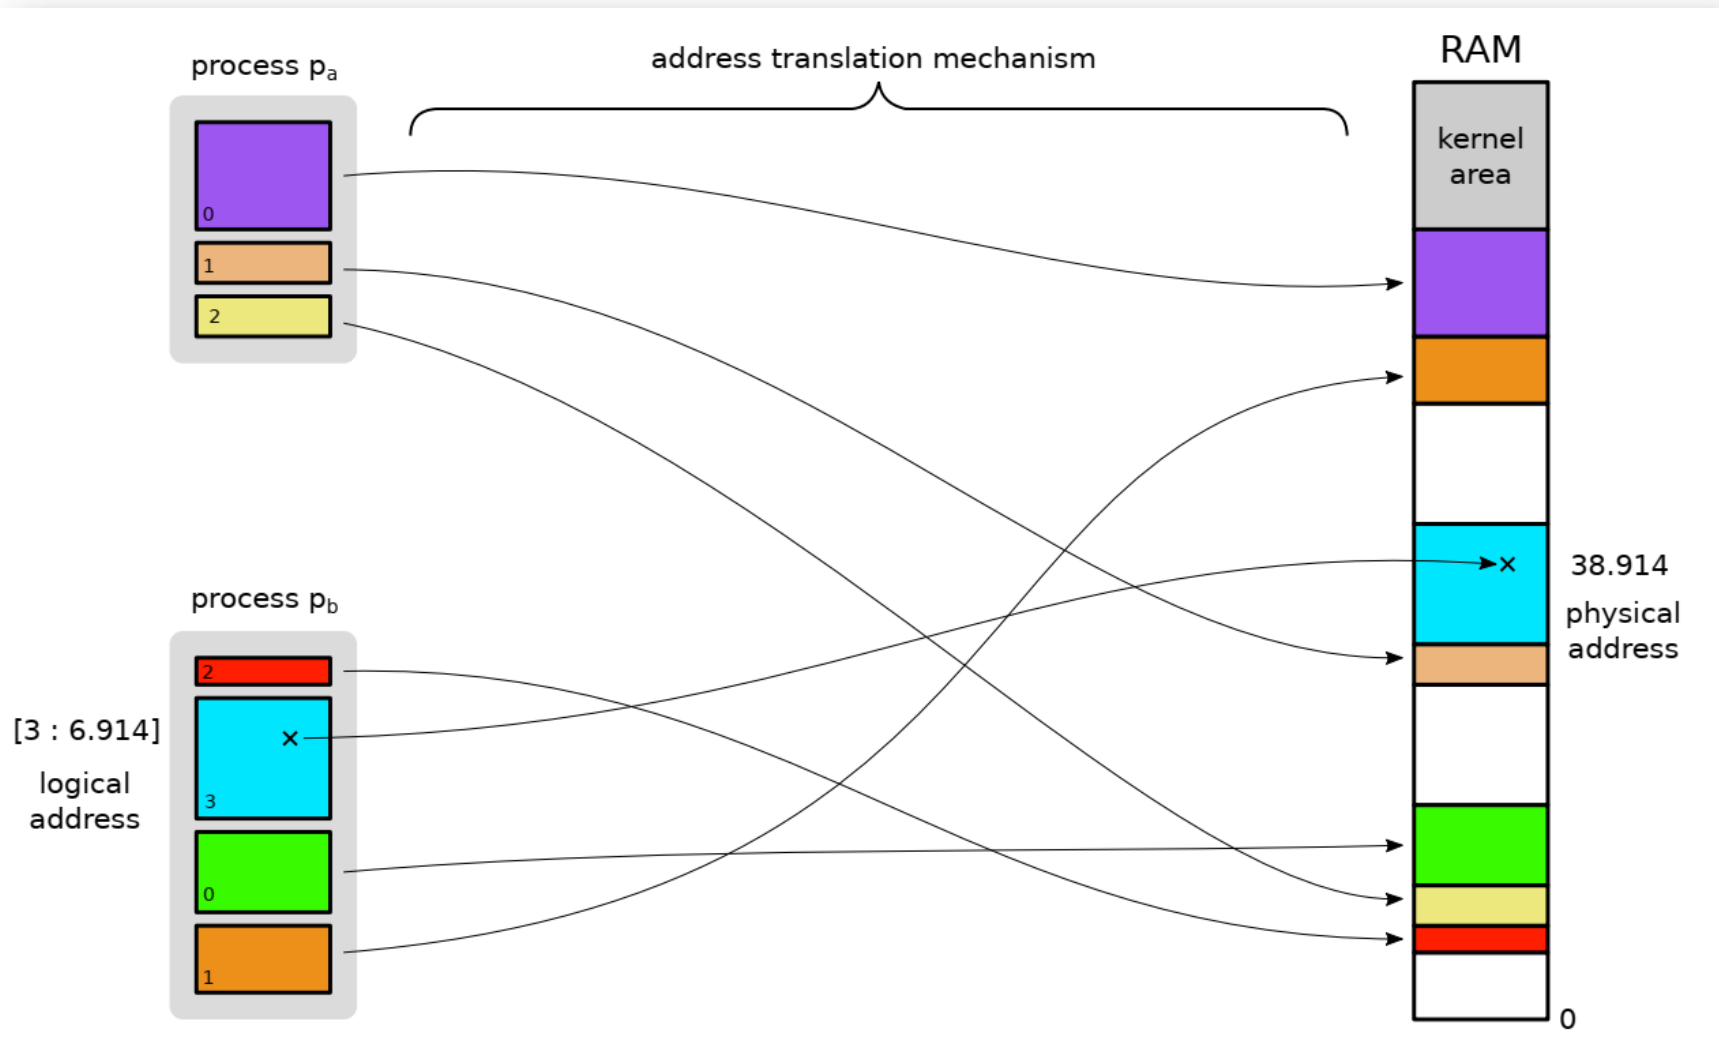 address translation mechanism
RAM
process pₐ
0
1
2
kernel
area
process p_b
2
3
0
1
[3 : 6.914]
logical
address
38.914
physical
address
0